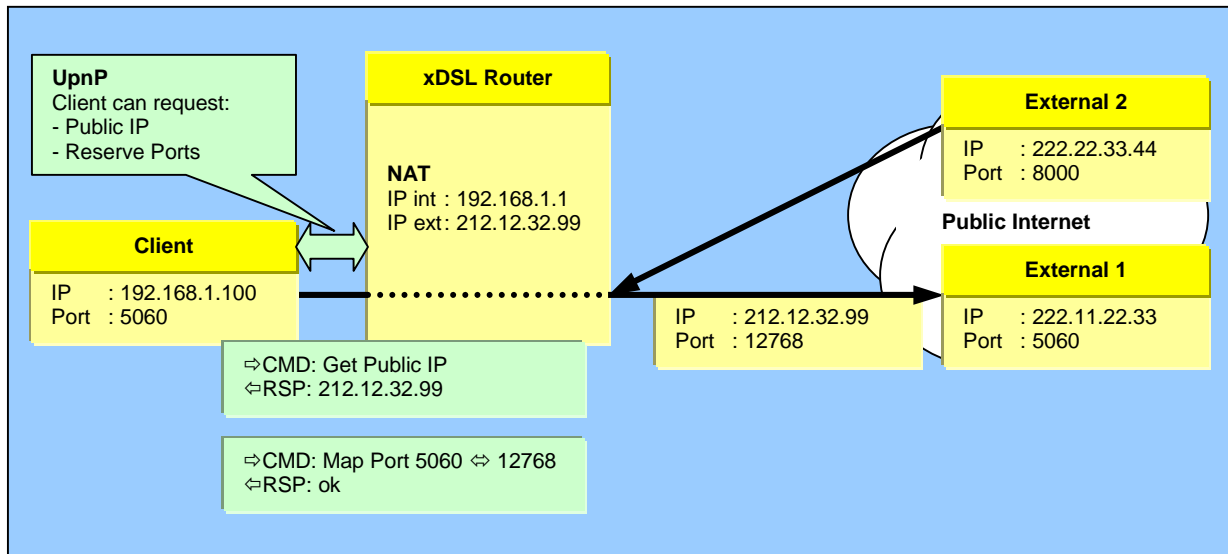 UpnP
Client can request:
- Public IP
- Reserve Ports
xDSL Router
NAT
IP int : 192.168.1.1
IP ext : 212.12.32.99
Client
IP : 192.168.1.100
Port : 5060
⇨CMD: Get Public IP
⇦RSP: 212.12.32.99
⇨CMD: Map Port 5060 ⬄ 12768
⇦RSP: ok
IP : 212.12.32.99
Port : 12768
External 2
IP : 222.22.33.44
Port : 8000
Public Internet
External 1
IP : 222.11.22.33
Port : 5060